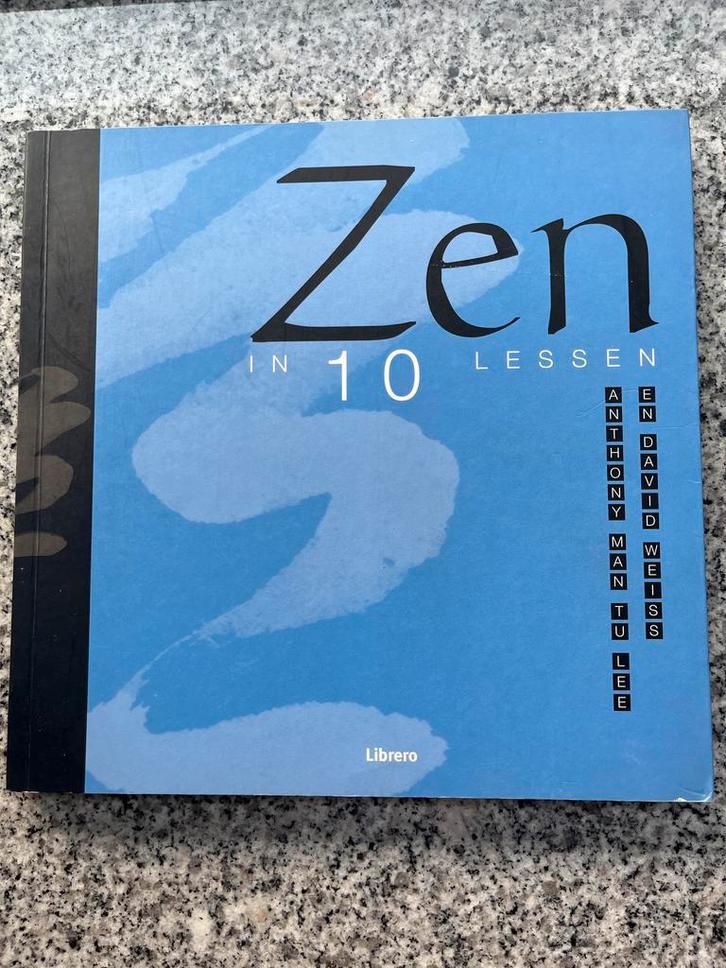 Zen
IN 10 LESSEN
ANTHONY MAN TU LEE
EN DAVID WEISS
Librero